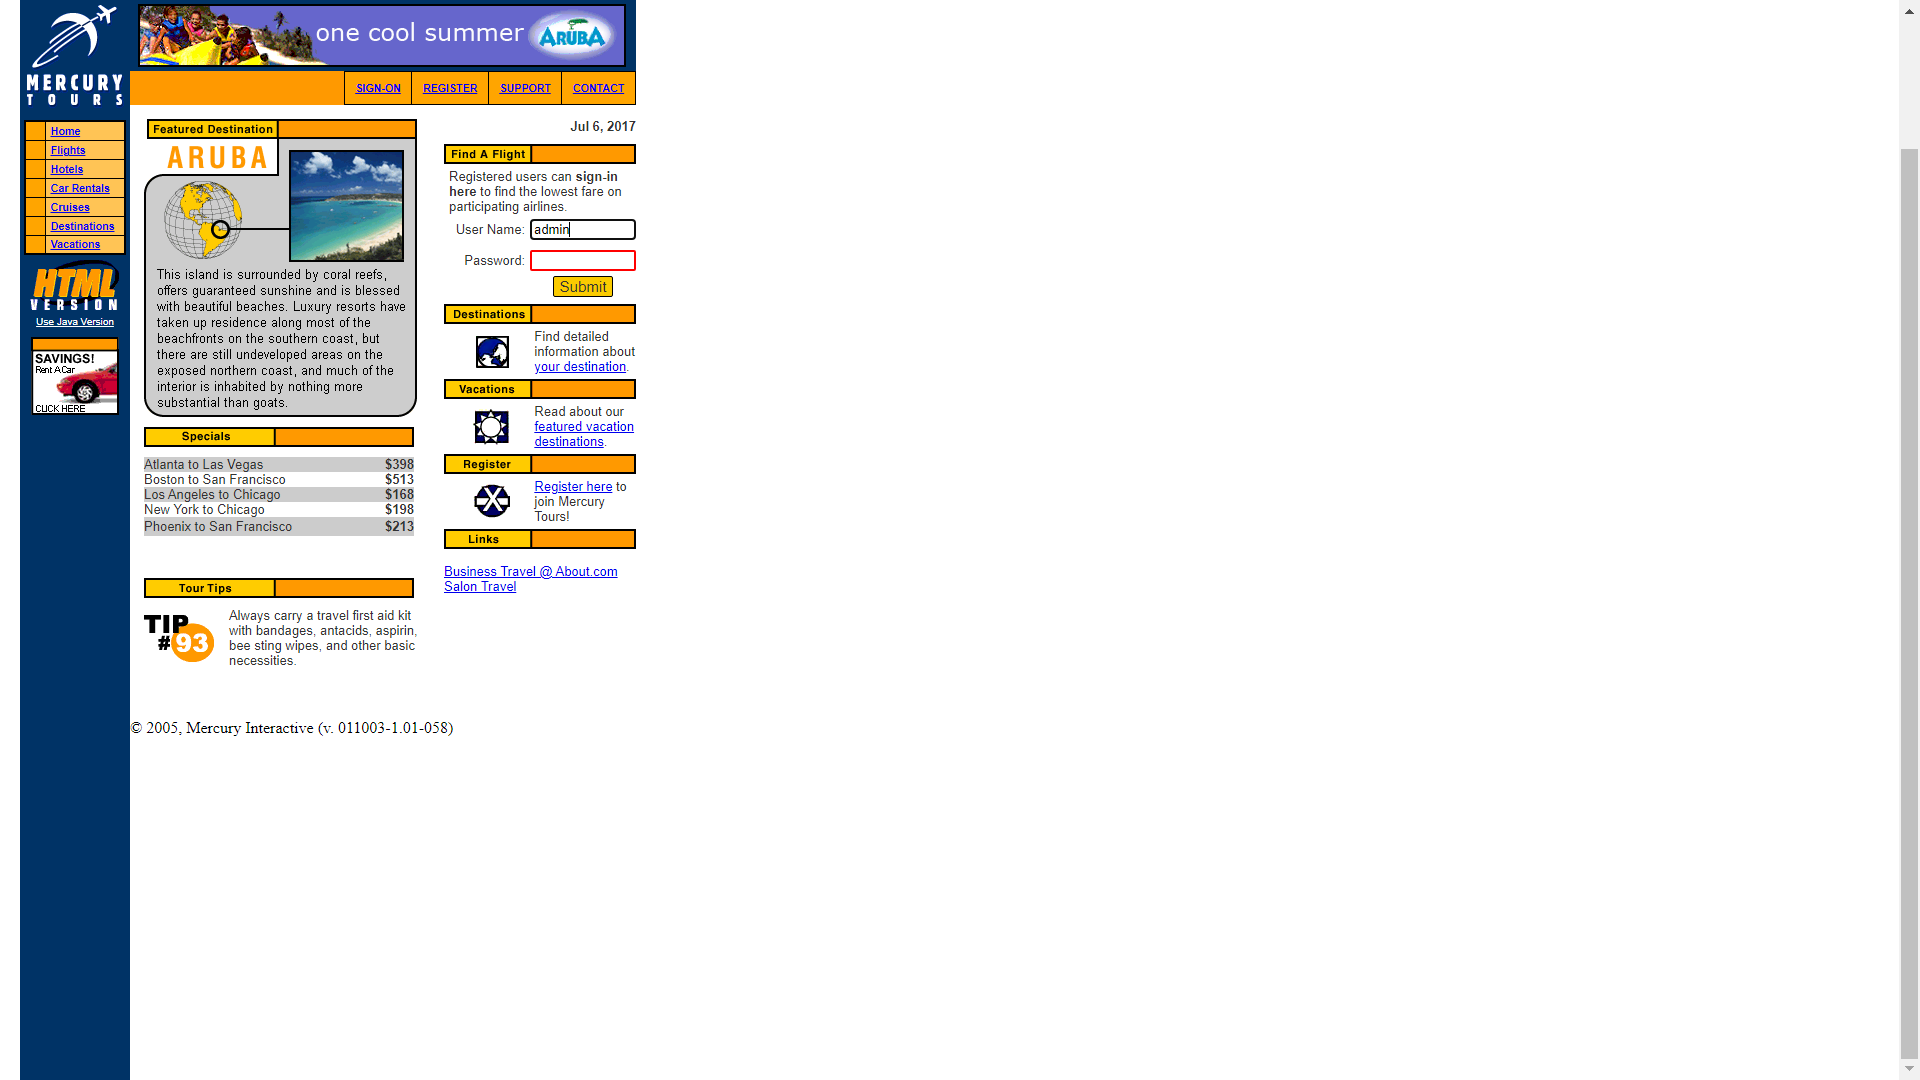 MERCURY
TOURS
one cool summer
ARUBA
SIGN-ON
REGISTER
SUPPORT
CONTACT
Home
Flights
Hotels
Car Rentals
Cruises
Destinations
Vacations
HTML
VERSION
Use Java Version
SAVINGS!
Rent A Car
CLICK HERE
Featured Destination
ARUBA
This island is surrounded by coral reefs,
offers guaranteed sunshine and is blessed
with beautiful beaches. Luxury resorts have
taken up residence along most of the
beachfronts on the southern coast, but
there are still undeveloped areas on the
exposed northern coast, and much of the
interior is inhabited by nothing more
substantial than goats.
Specials
Atlanta to Las Vegas $398
Boston to San Francisco $513
Los Angeles to Chicago $168
New York to Chicago $198
Phoenix to San Francisco $213
Tour Tips
TIP
#93
Always carry a travel first aid kit
with bandages, antacids, aspirin,
bee sting wipes, and other basic
necessities.
Jul 6, 2017
Find A Flight
Registered users can sign-in
here to find the lowest fare on
participating airlines.
User Name: admin
Password:
Submit
Destinations
Find detailed
information about
your destination.
Vacations
Read about our
featured vacation
destinations.
Register
Register here to
join Mercury
Tours!
Links
Business Travel @ About.com
Salon Travel
© 2005, Mercury Interactive (v. 011003-1.01-058)